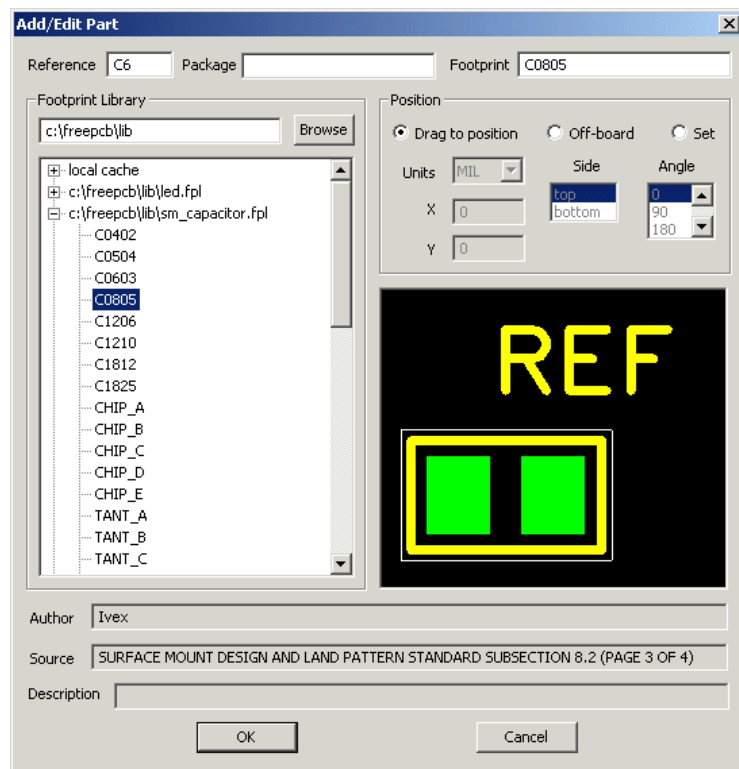 Add/Edit Part
Reference C6 Package Footprint C0805
Footprint Library
c:\freepcb\lib Browse
local cache
c:\freepcb\lib\led.fpl
c:\freepcb\lib\sm_capacitor.fpl
C0402
C0504
C0603
C0805
C1206
C1210
C1812
C1825
CHIP_A
CHIP_B
CHIP_C
CHIP_D
CHIP_E
TANT_A
TANT_B
TANT_C
Position
Drag to position Off-board Set
Units MIL Side Angle
X 0 top 0
bottom 90
Y 0 180
REF
Author Ivex
Source SURFACE MOUNT DESIGN AND LAND PATTERN STANDARD SUBSECTION 8.2 (PAGE 3 OF 4)
Description
OK Cancel